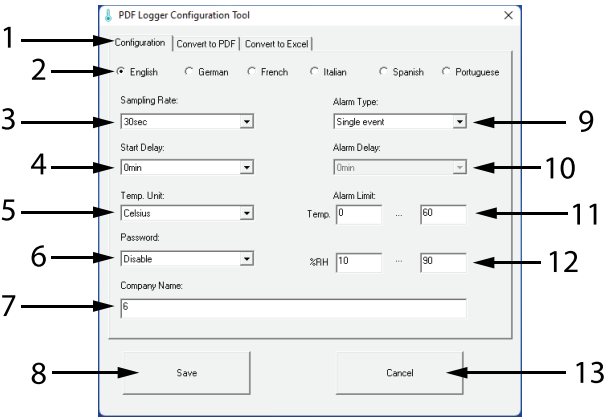 PDF Logger Configuration Tool
1 Configuration Convert to PDF Convert to Excel
2 English German French Italian Spanish Portuguese
Sampling Rate: Alarm Type:
3 30sec Single event 9
Start Delay: Alarm Delay:
4 0min 0min 10
Temp. Unit: Alarm Limit:
5 Celsius Temp. 0 ... 60 11
Password:
6 Disable %RH 10 ... 90 12
Company Name:
7 6
8 Save Cancel 13